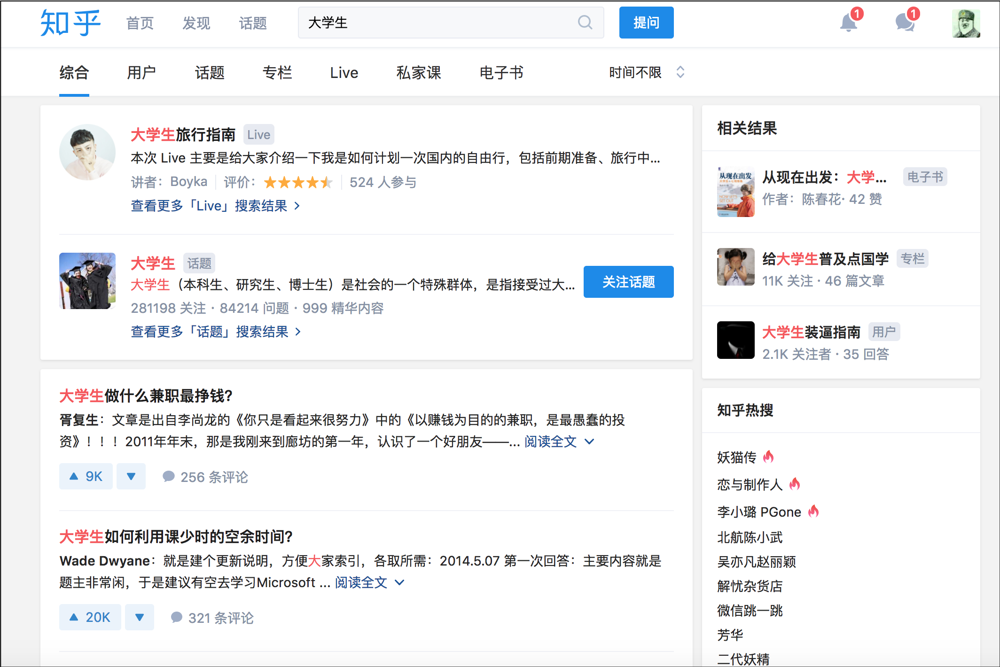 知乎 首页 发现 话题 大学生 提问 1 1
综合 用户 话题 专栏 Live 私家课 电子书 时间不限
大学生旅行指南 Live
本次 Live 主要是给大家介绍一下我是如何计划一次国内的自由行，包括前期准备、旅行中...
讲者：Boyka 评价： 524 人参与
查看更多「Live」搜索结果
大学生 话题
大学生（本科生、研究生、博士生）是社会的一个特殊群体，是指接受过大...
关注话题
281198 关注 · 84214 问题 · 999 精华内容
查看更多「话题」搜索结果
大学生做什么兼职最挣钱?
胥复生：文章是出自李尚龙的《你只是看起来很努力》中的《以赚钱为目的的兼职，是最愚蠢的投
资》！！！2011年年末，那是我刚来到廊坊的第一年，认识了一个好朋友——... 阅读全文
9K 256 条评论
大学生如何利用课少时的空余时间?
Wade Dwyane：就是建个更新说明，方便大家索引，各取所需：2014.5.07 第一次回答：主要内容就是
题主非常闲，于是建议有空去学习Microsoft ... 阅读全文
20K 321 条评论
相关结果
从现在出发
NOW LET'S
SET OUT
从现在出发：大学... 电子书
作者：陈春花· 42 赞
给大学生普及点国学 专栏
11K 关注 · 46 篇文章
大学生装逼指南 用户
2.1K 关注者 · 35 回答
知乎热搜
妖猫传
恋与制作人
李小璐 PGone
北航陈小武
吴亦凡赵丽颖
解忧杂货店
微信跳一跳
芳华
二代妖精